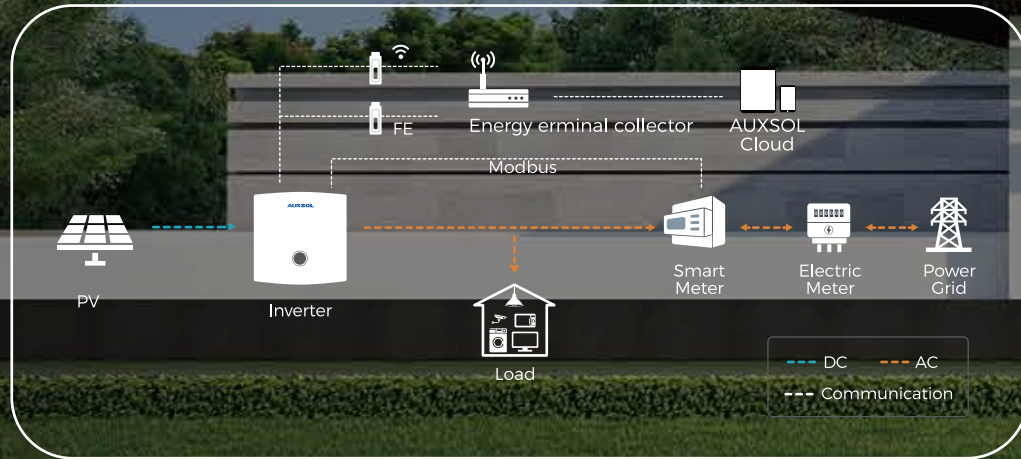 FE
Energy erminal collector
AUXSOL
Cloud
Modbus
AUXSOL
PV
Inverter
Smart
Meter
Electric
Meter
Power
Grid
Load
DC
AC
Communication